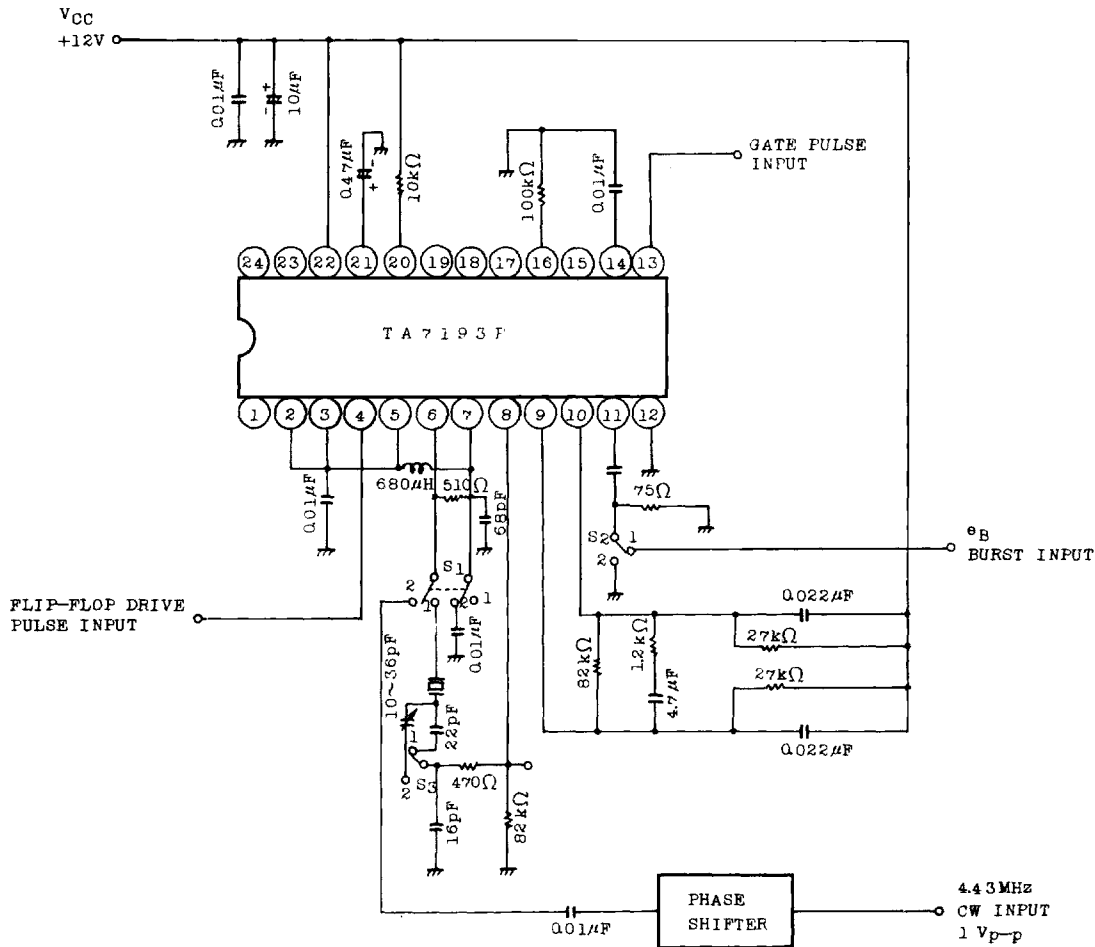 VCC
+12V
0.01μF
10μF
0.47μF
10kΩ
100kΩ
0.01μF
GATE PULSE
INPUT
24 23 22 21 20 19 18 17 16 15 14 13
TA7193P
1 2 3 4 5 6 7 8 9 10 11 12
0.01μF
680μH
510Ω
68pF
75Ω
S2
1
2
eB
BURST INPUT
S1
2
1
2
1
0.01μF
FLIP-FLOP DRIVE
PULSE INPUT
10~36pF
22pF
1
2
S3
470Ω
16pF
82kΩ
82kΩ
1.2kΩ
4.7μF
0.022μF
27kΩ
27kΩ
0.022μF
0.01μF
PHASE
SHIFTER
4.43MHz
CW INPUT
1 Vp-p